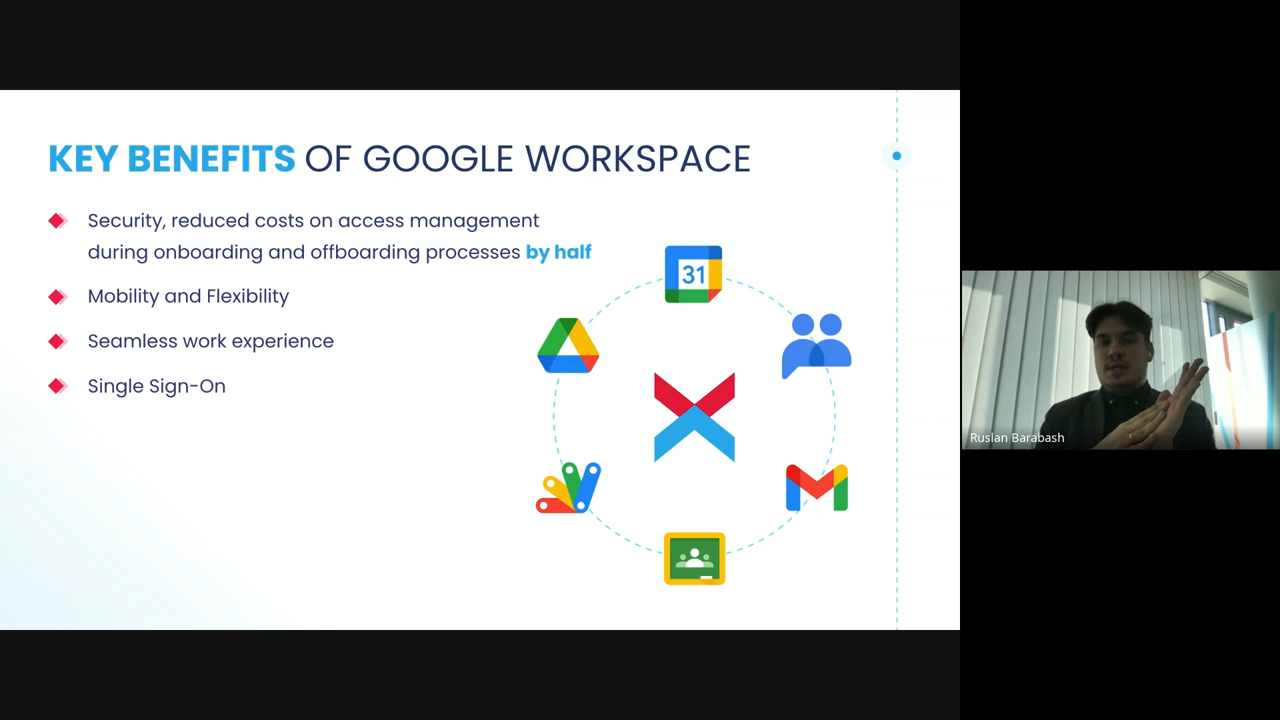 KEY BENEFITS OF GOOGLE WORKSPACE
Security, reduced costs on access management
during onboarding and offboarding processes by half
Mobility and Flexibility
Seamless work experience
Single Sign-On
31
Ruslan Barabash